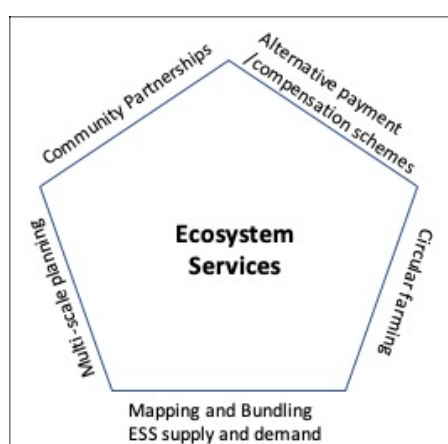 Community Partnerships
Alternative payment
/compensation schemes
Ecosystem
Services
Multi-scale planning
Circular farming
Mapping and Bundling
ESS supply and demand